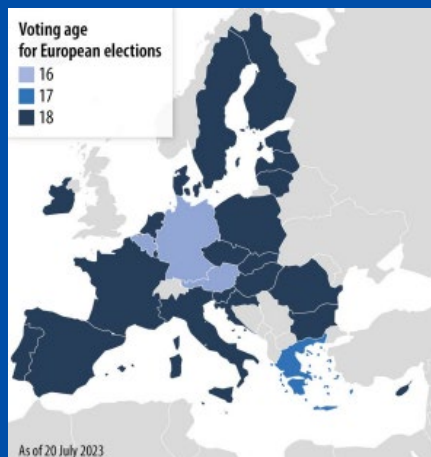 Voting age
for European elections
16
17
18
As of 20 July 2023